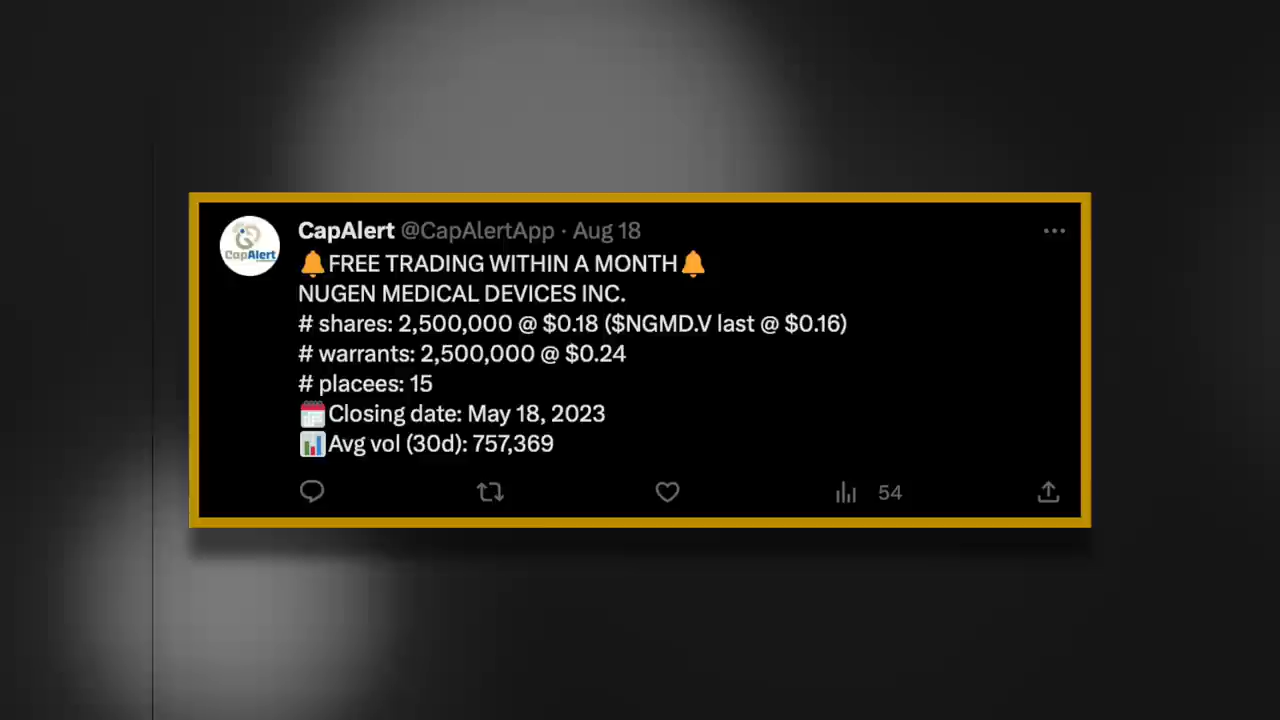 CapAlert
CapAlert @CapAlertApp · Aug 18
🔔FREE TRADING WITHIN A MONTH🔔
NUGEN MEDICAL DEVICES INC.
# shares: 2,500,000 @ $0.18 ($NGMD.V last @ $0.16)
# warrants: 2,500,000 @ $0.24
# placees: 15
📅Closing date: May 18, 2023
📊Avg vol (30d): 757,369
54